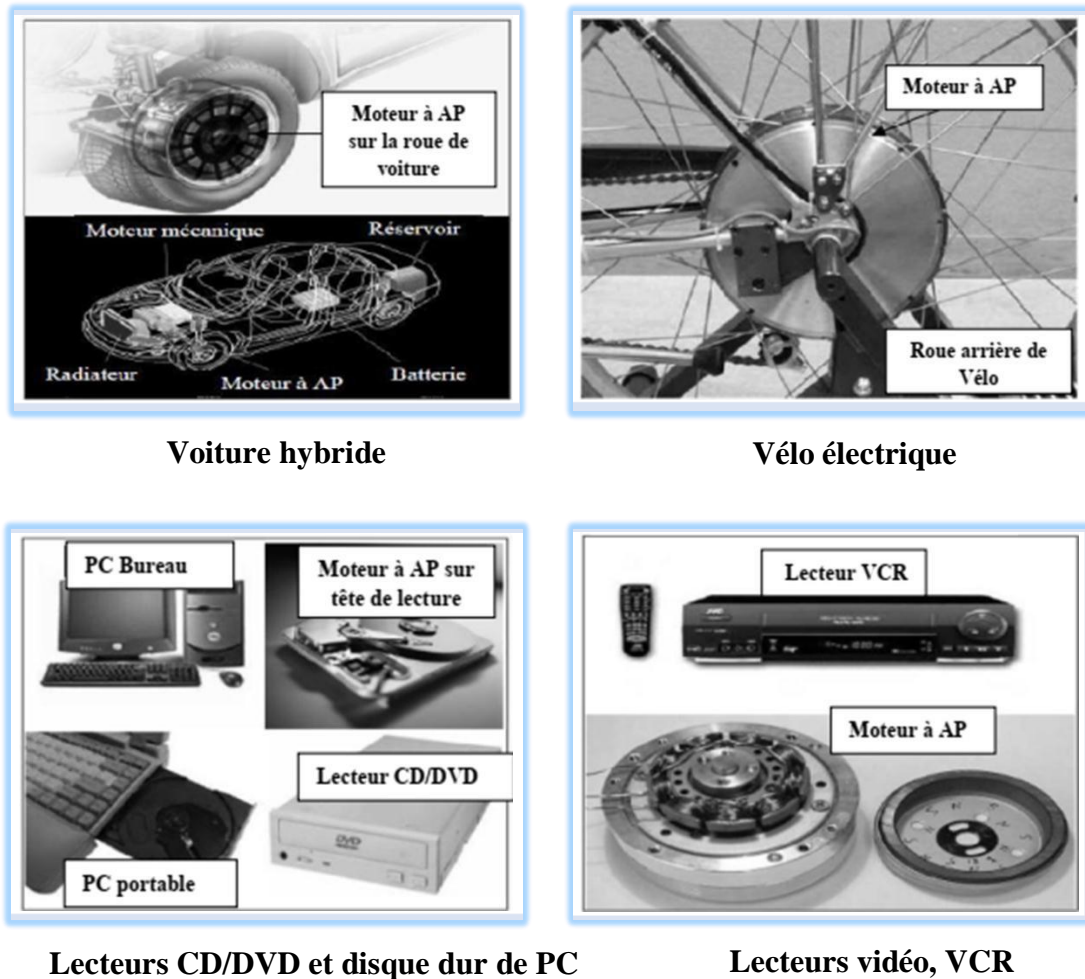 Moteur à AP
sur la roue de
voiture
Moteur mécanique
Réservoir
Radiateur
Moteur à AP
Batterie
Voiture hybride
Moteur à AP
Roue arrière de
Vélo
Vélo électrique
PC Bureau
Moteur à AP sur
tête de lecture
Lecteur CD/DVD
DVD
PC portable
Lecteurs CD/DVD et disque dur de PC
Lecteur VCR
JVC
Moteur à AP
Lecteurs vidéo, VCR